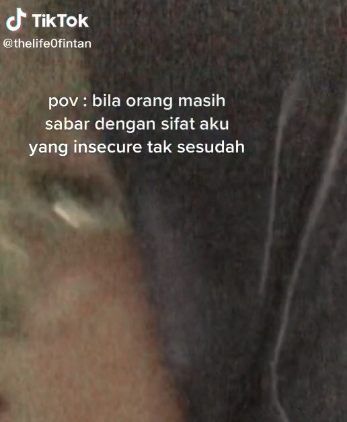 TikTok
@thelife0fintan
pov : bila orang masih
sabar dengan sifat aku
yang insecure tak sesudah